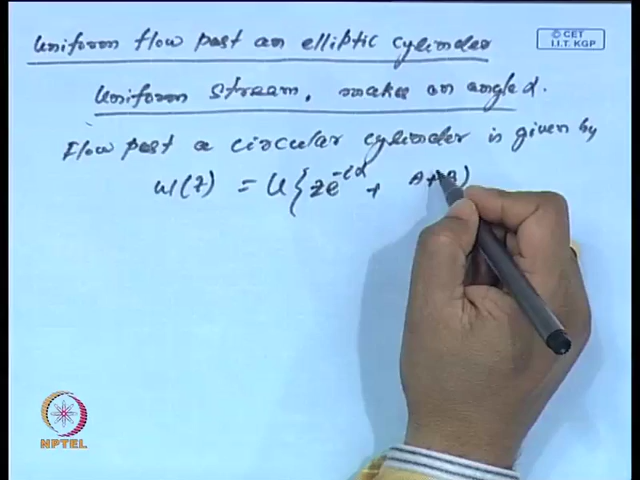 Uniform flow past an elliptic cylinder
© CET
I.I.T. KGP
Uniform stream, makes an angle α.
Flow past a circular cylinder is given by
w(z) = U{ze^{-iα} +
NPTEL